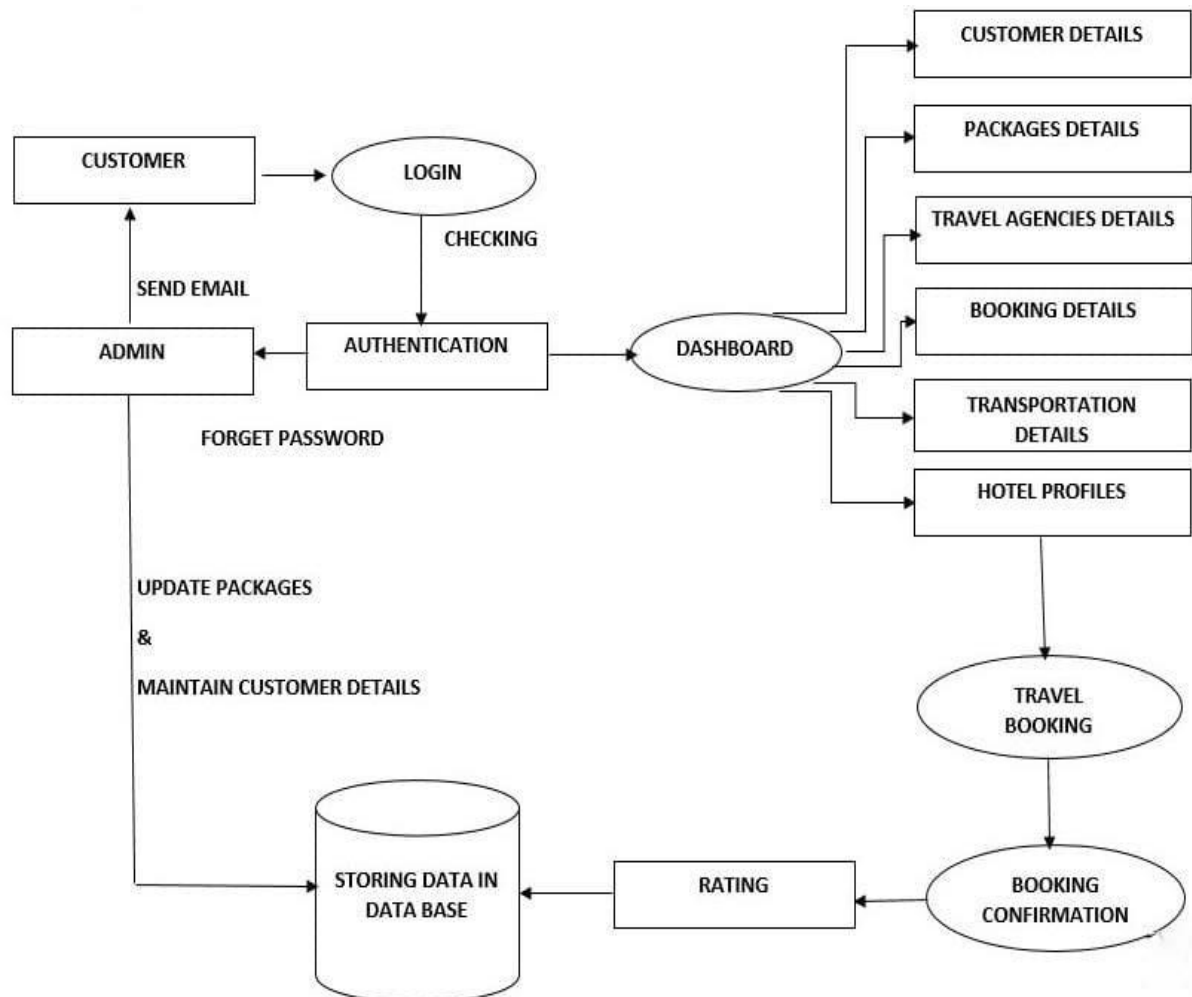 CUSTOMER DETAILS
PACKAGES DETAILS
CUSTOMER
LOGIN
TRAVEL AGENCIES DETAILS
CHECKING
SEND EMAIL
BOOKING DETAILS
ADMIN
AUTHENTICATION
DASHBOARD
TRANSPORTATION
DETAILS
FORGET PASSWORD
HOTEL PROFILES
UPDATE PACKAGES
&
MAINTAIN CUSTOMER DETAILS
TRAVEL
BOOKING
STORING DATA IN
DATA BASE
RATING
BOOKING
CONFIRMATION